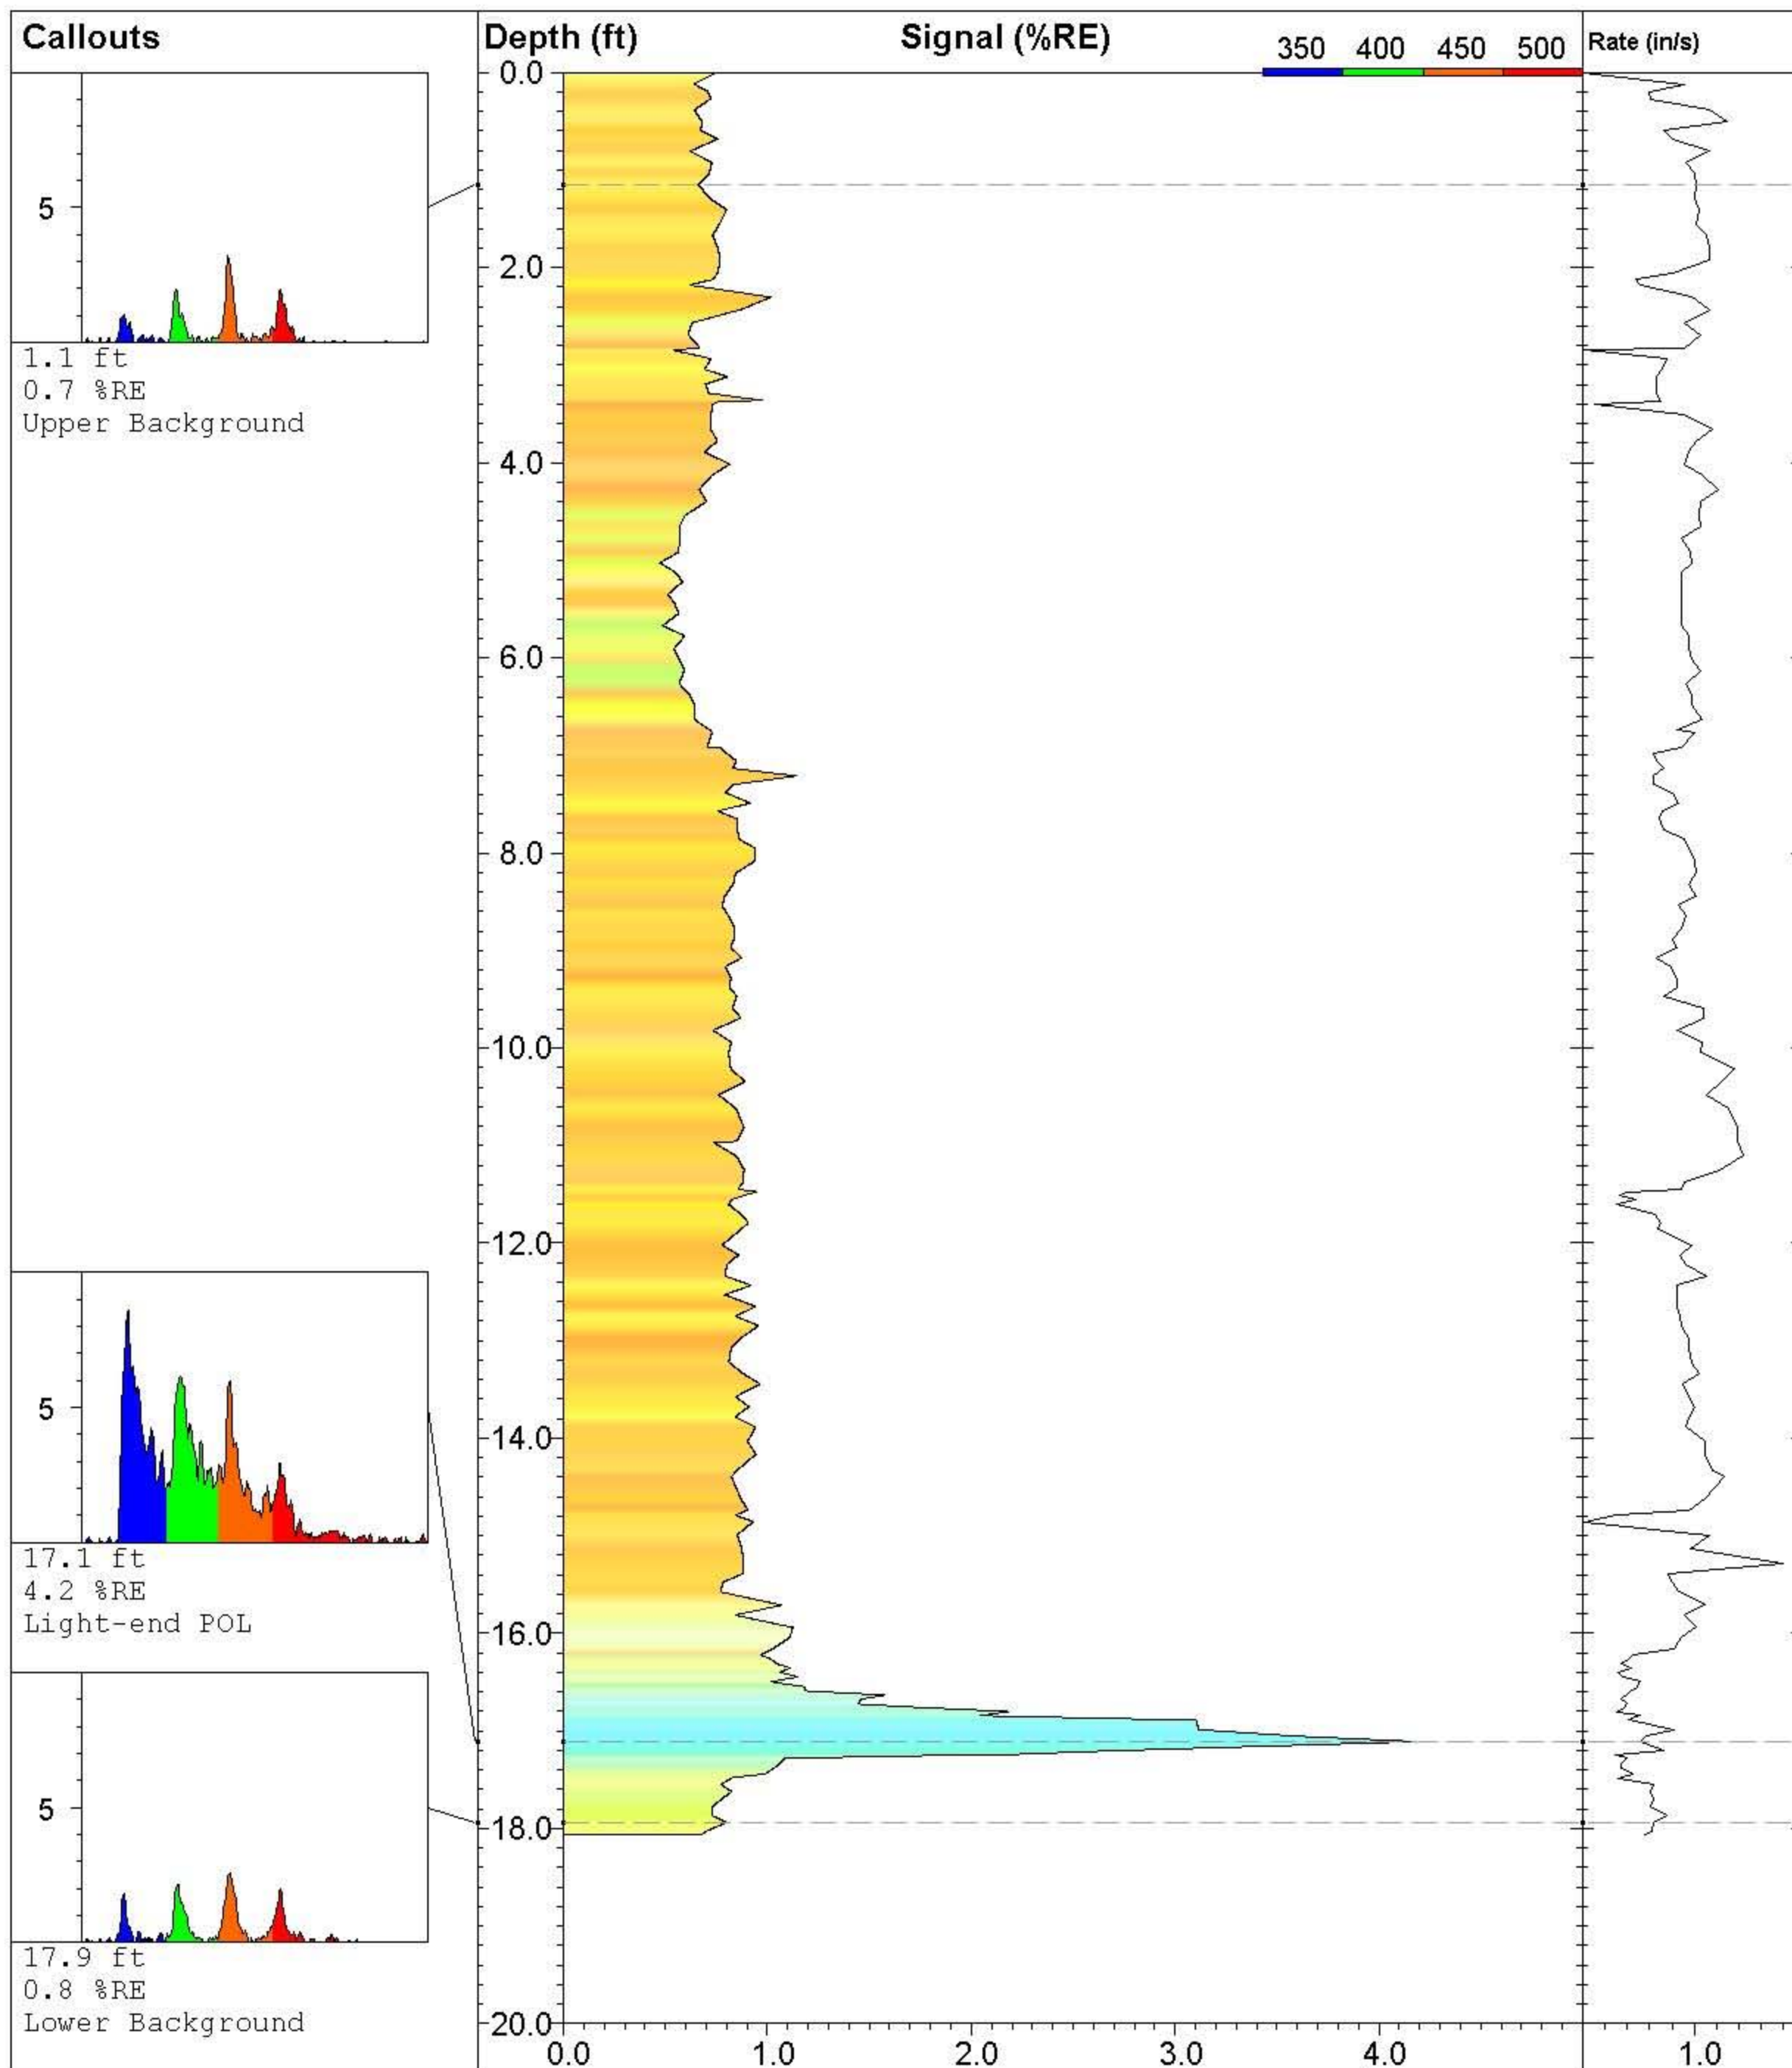 Callouts
Depth (ft)
Signal (%RE)
350 400 450 500
Rate (in/s)
5
1.1 ft
0.7 %RE
Upper Background
5
17.1 ft
4.2 %RE
Light-end POL
5
17.9 ft
0.8 %RE
Lower Background
0.0
2.0
4.0
6.0
8.0
10.0
12.0
14.0
16.0
18.0
20.0
0.0 1.0 2.0 3.0 4.0
1.0